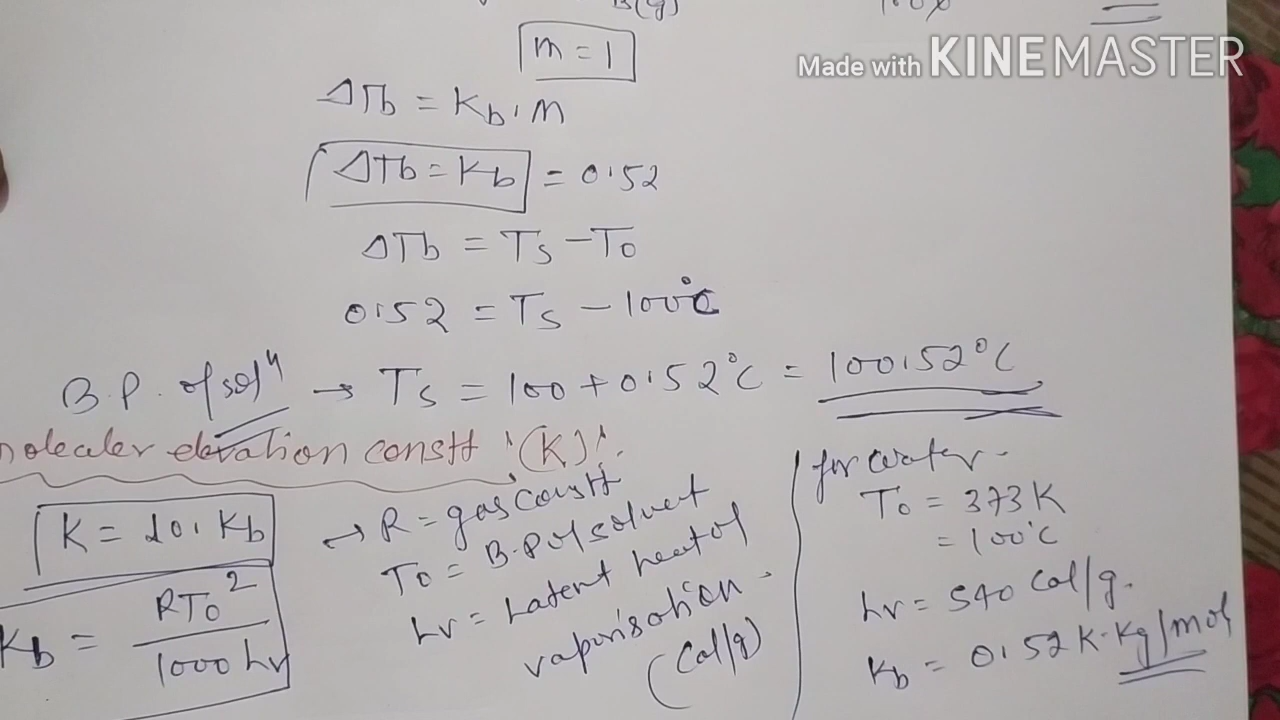 B(g)
100%
Made with KINEMASTER
m = 1
ΔTb = Kb.m
ΔTb = Kb = 0.52
ΔTb = Ts - To
0.52 = Ts - 100°C
B.P. of solⁿ → Ts = 100 + 0.52°C = 100.52°C
molecaler elevation constt '(K)'.
K = 10. Kb
Kb = RTo² / 1000 Lv
→ R = gas constt
To = B.P of solvent
Lv = Latent heat of
vaporisation
(Cal/g)
for water -
To = 373 K
= 100°C
Lv = 540 Cal/g.
Kb = 0.52 K.Kg/mol